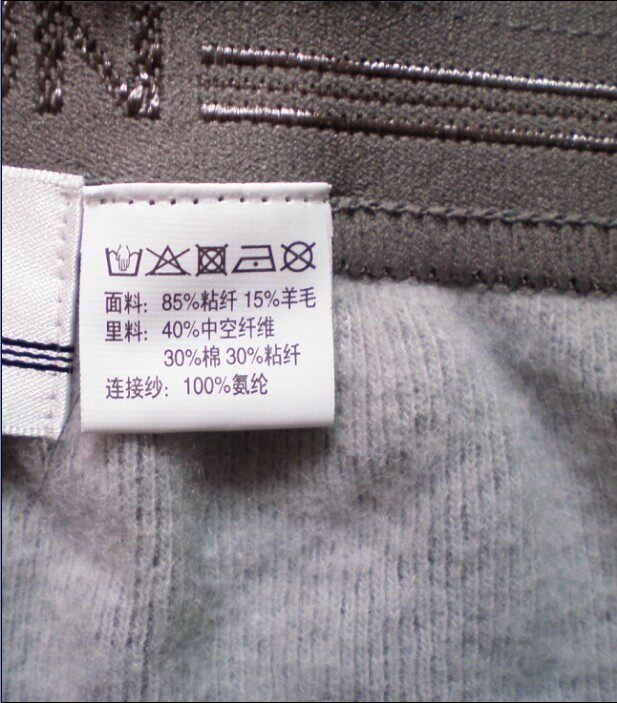 面料：85%粘纤 15%羊毛
里料：40%中空纤维
30%棉 30%粘纤
连接纱：100%氨纶